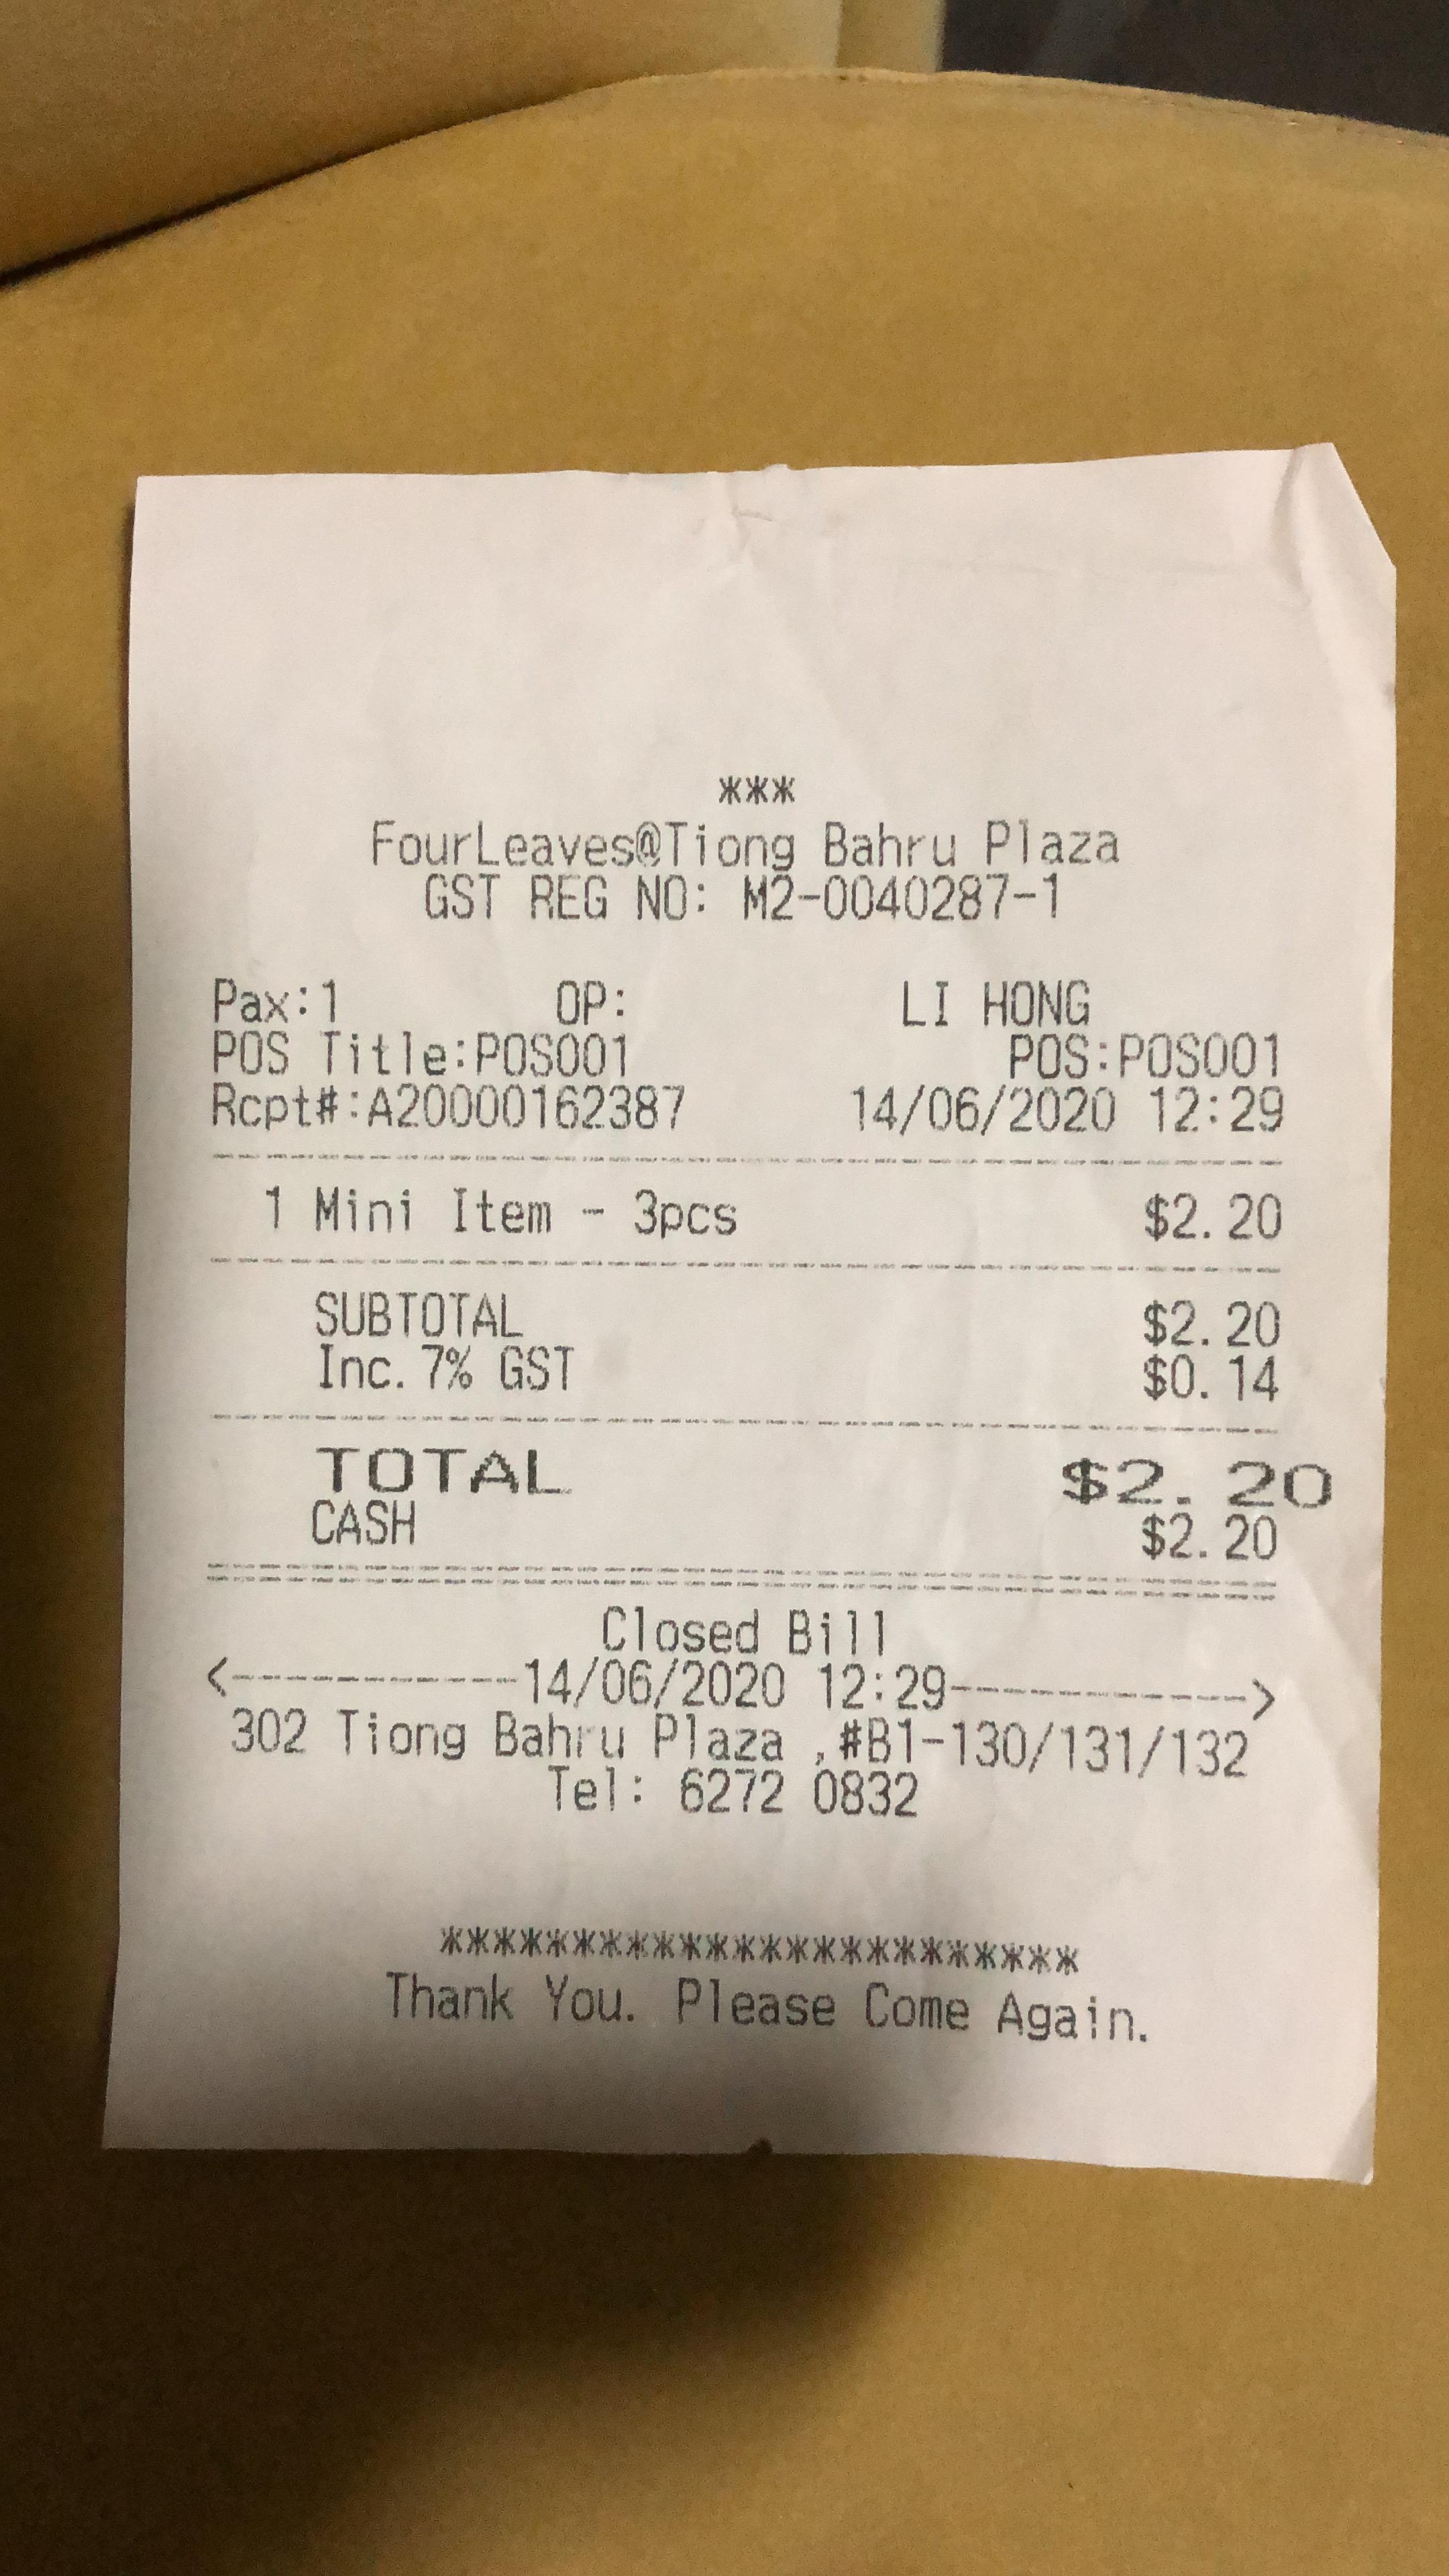 ***
FourLeaves@Tiong Bahru Plaza
GST REG NO: M2-0040287-1
Pax:1 OP: LI HONG
POS Title:POS001 POS:POS001
Rcpt#:A20000162387 14/06/2020 12:29
1 Mini Item - 3pcs $2.20
SUBTOTAL $2.20
Inc.7% GST $0.14
TOTAL $2.20
CASH $2.20
Closed Bill
<-----------14/06/2020 12:29----------->
302 Tiong Bahru Plaza ,#B1-130/131/132
Tel: 6272 0832
************************
Thank You. Please Come Again.